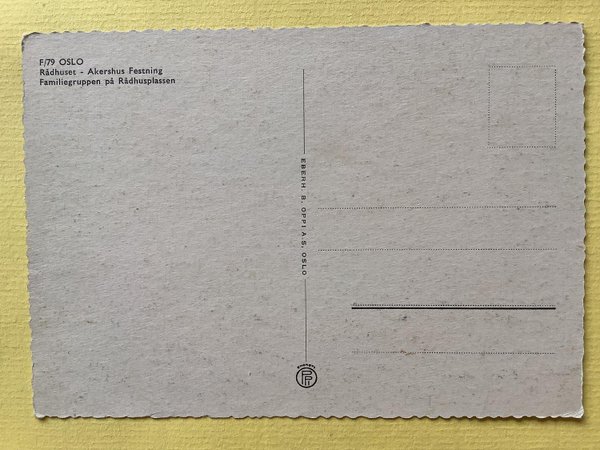 F/79 OSLO
Rådhuset - Akershus Festning
Familiegruppen på Rådhusplassen
EBERH. B. OPPI A.S, OSLO